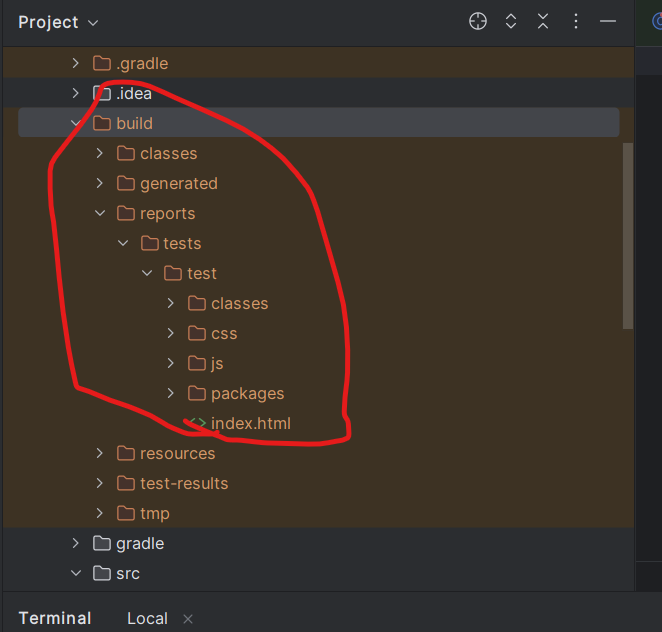 Project
.gradle
.idea
build
classes
generated
reports
tests
test
classes
css
js
packages
index.html
resources
test-results
tmp
gradle
src
Terminal Local